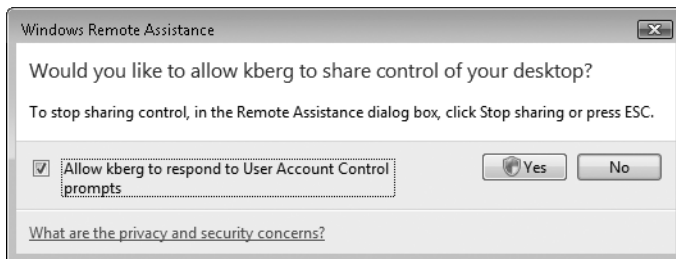 Windows Remote Assistance
Would you like to allow kberg to share control of your desktop?
To stop sharing control, in the Remote Assistance dialog box, click Stop sharing or press ESC.
Allow kberg to respond to User Account Control
prompts
Yes
No
What are the privacy and security concerns?